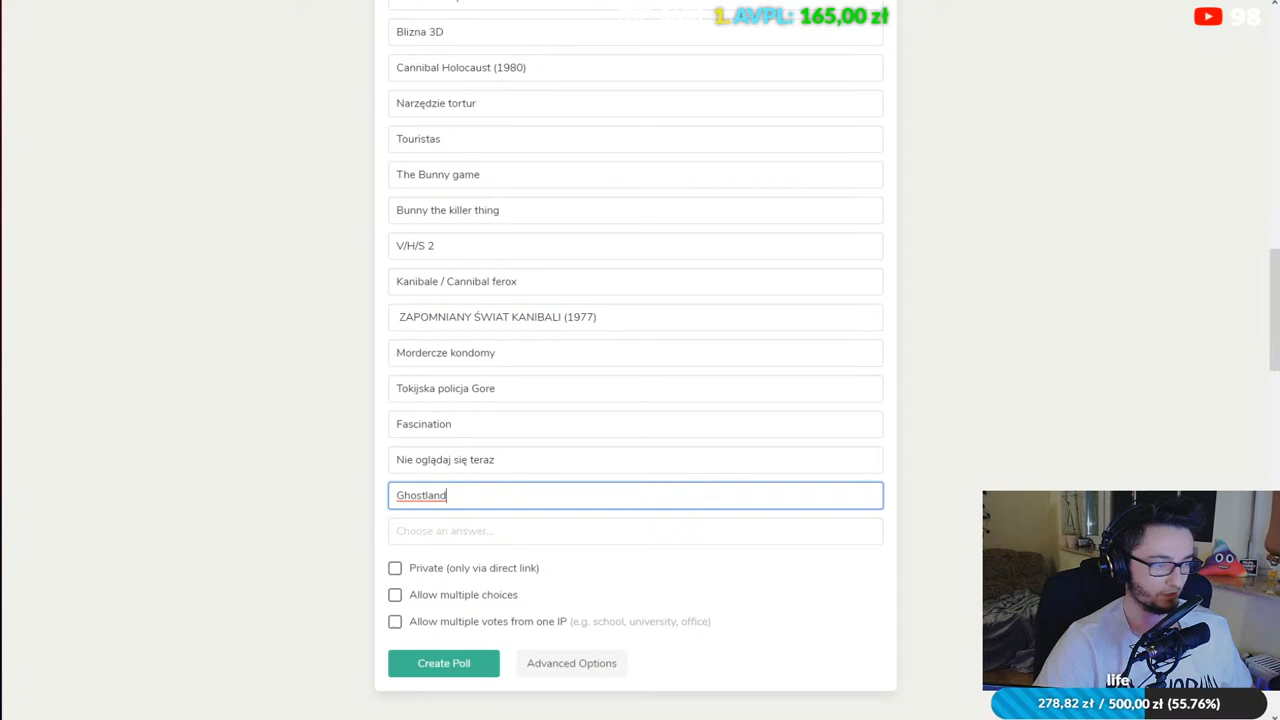 1. AVPL: 165,00 zł
98
Blizna 3D
Cannibal Holocaust (1980)
Narzędzie tortur
Touristas
The Bunny game
Bunny the killer thing
V/H/S 2
Kanibale / Cannibal ferox
ZAPOMNIANY ŚWIAT KANIBALI (1977)
Mordercze kondomy
Tokijska policja Gore
Fascination
Nie oglądaj się teraz
Ghostland
Choose an answer...
Private (only via direct link)
Allow multiple choices
Allow multiple votes from one IP (e.g. school, university, office)
Create Poll
Advanced Options
life
278,82 zł / 500,00 zł (55.76%)